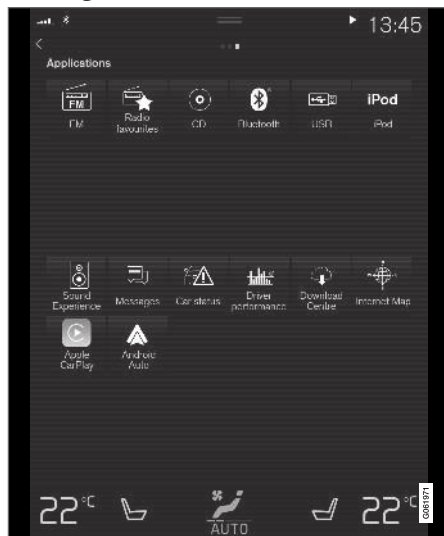 13:45
Applications
FM
iPod
FM
Radio
favourites
CD
Bluetooth
USB
iPod
Sound
Experience
Messages
Car status
Driver
performance
Download
Centre
Internet Map
Apple
CarPlay
Android
Auto
22°C
AUTO
22°C
G061971